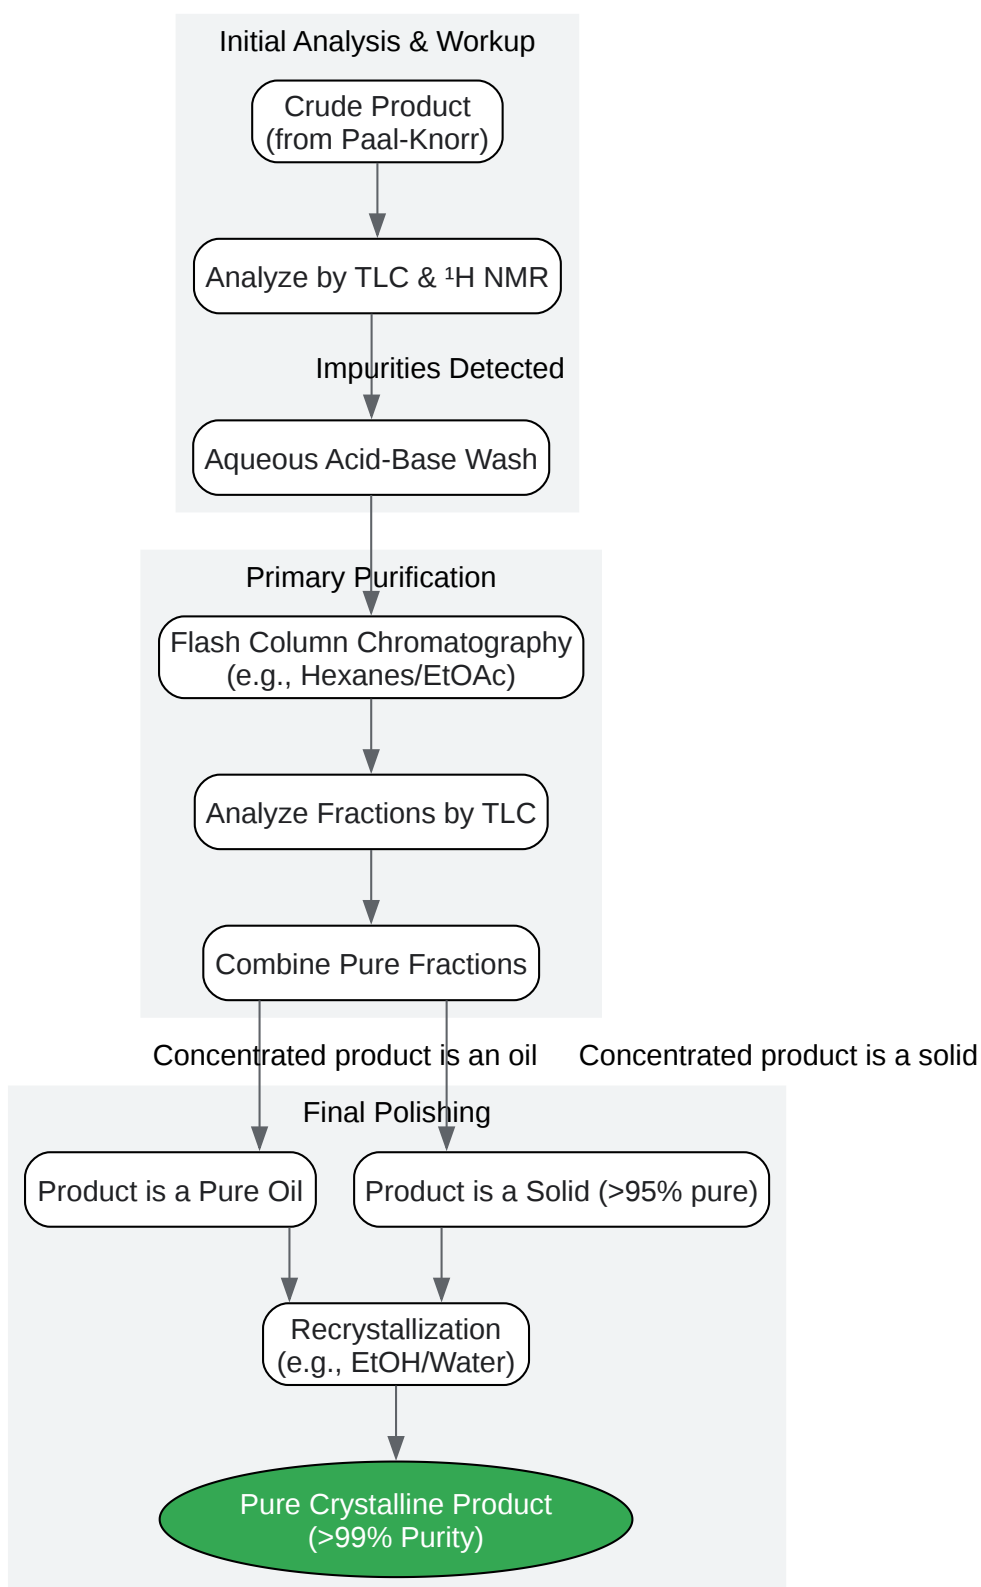 Initial Analysis & Workup
Crude Product
(from Paal-Knorr)
Analyze by TLC & ¹H NMR
Impurities Detected
Aqueous Acid-Base Wash
Primary Purification
Flash Column Chromatography
(e.g., Hexanes/EtOAc)
Analyze Fractions by TLC
Combine Pure Fractions
Concentrated product is an oil
Concentrated product is a solid
Final Polishing
Product is a Pure Oil
Product is a Solid (>95% pure)
Recrystallization
(e.g., EtOH/Water)
Pure Crystalline Product
(>99% Purity)